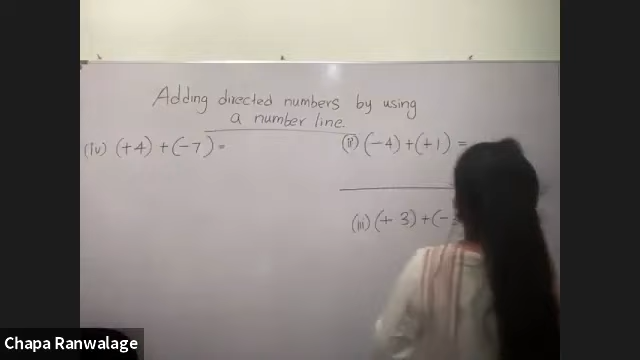 Adding directed numbers by using
a number line.
(iv) (+4)+(-7)=
(ii) (-4)+(+1)=
(iii) (+ 3)+(-
Chapa Ranwalage